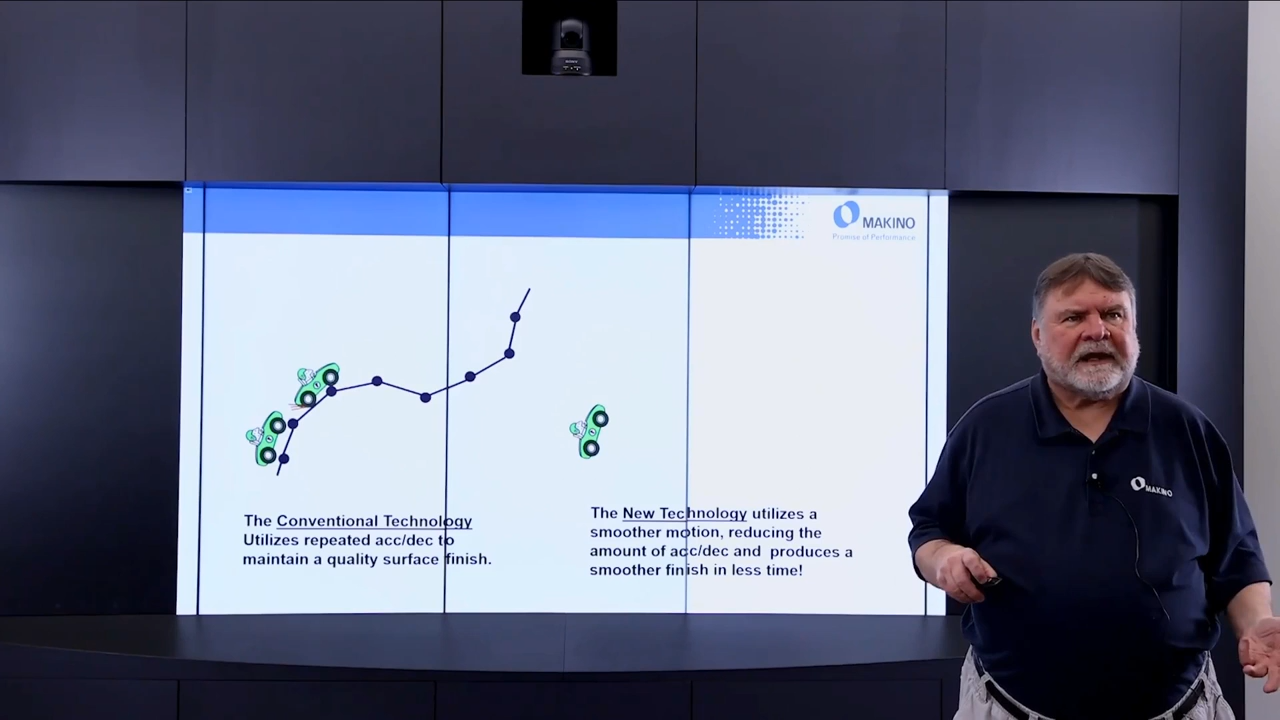 SONY
MAKINO
Promise of Performance
The Conventional Technology
Utilizes repeated acc/dec to
maintain a quality surface finish.
The New Technology utilizes a
smoother motion, reducing the
amount of acc/dec and produces a
smoother finish in less time!
MAKINO